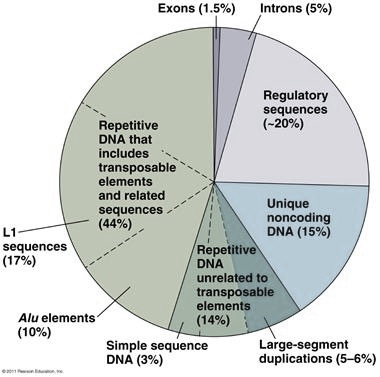 Exons (1.5%)
Introns (5%)
Regulatory
sequences
(~20%)
Repetitive
DNA that
includes
transposable
elements
and related
sequences
(44%)
Unique
noncoding
DNA (15%)
L1
sequences
(17%)
Repetitive
DNA
unrelated to
transposable
elements
(14%)
Alu elements
(10%)
Simple sequence
DNA (3%)
Large-segment
duplications (5–6%)
© 2011 Pearson Education, Inc.